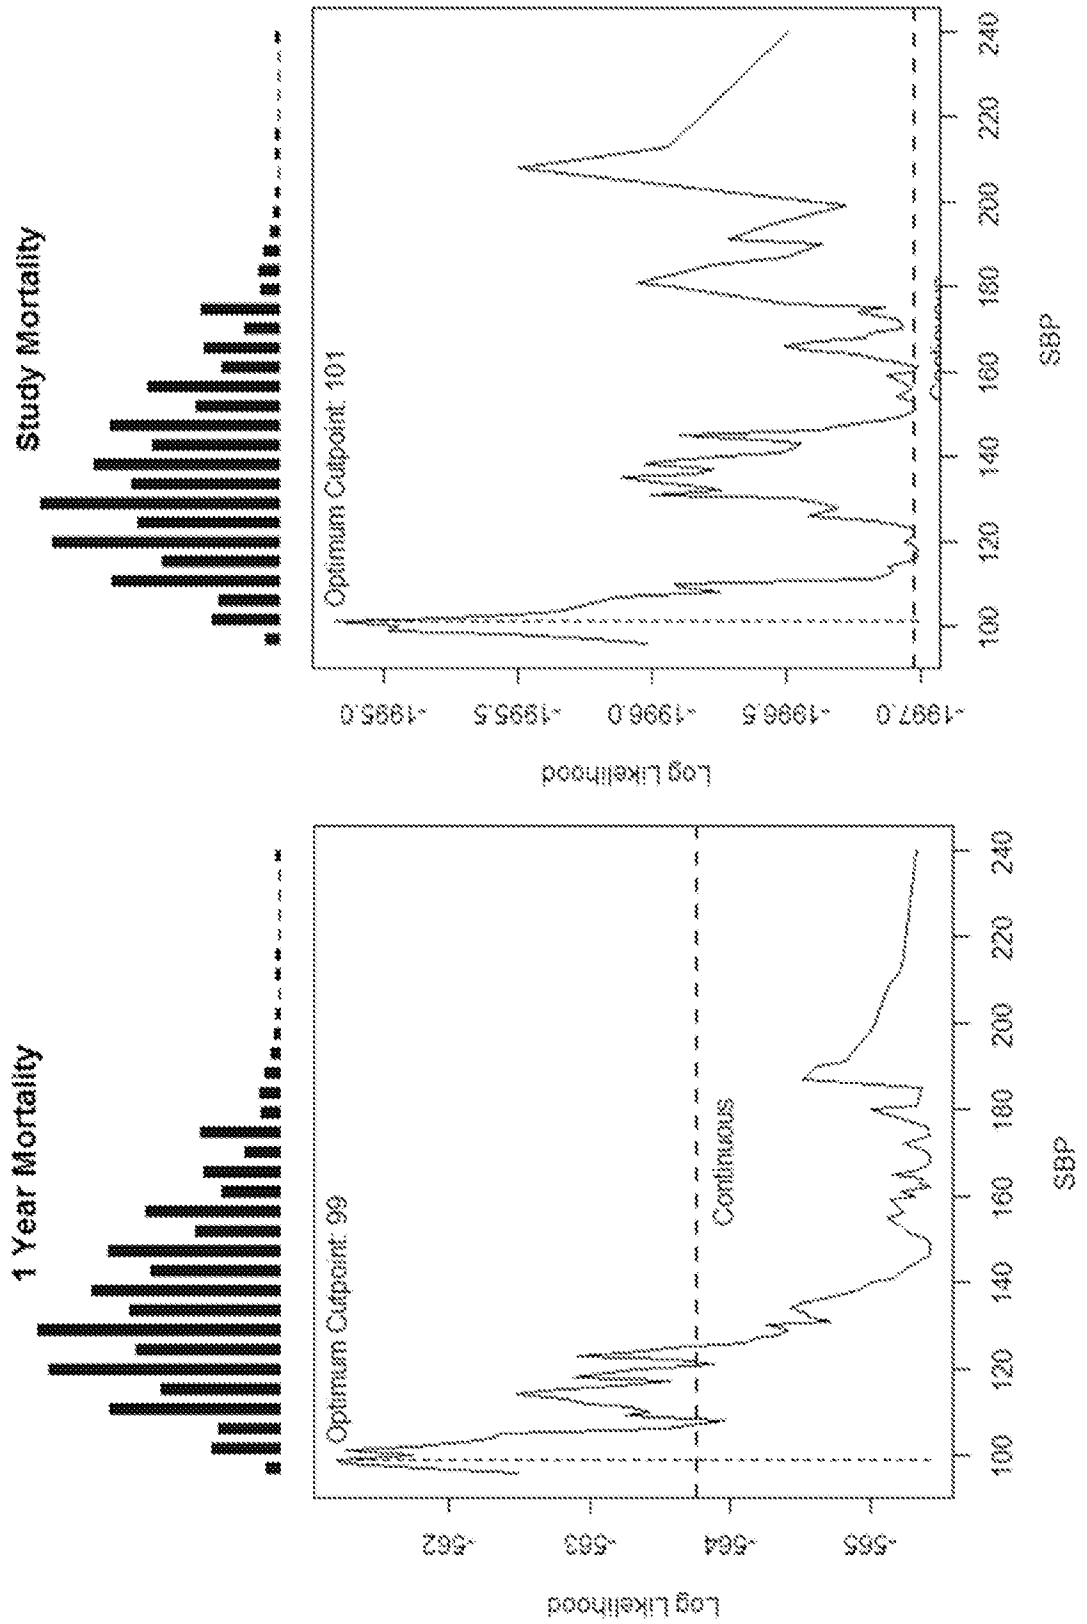 1 Year Mortality
Optimum Cutpoint: 99
Continuous
Log Likelihood
-562
-563
-564
-565
100
120
140
160
180
200
220
240
SBP
Study Mortality
Optimum Cutpoint: 101
Continuous
Log Likelihood
-1995.0
-1995.5
-1996.0
-1996.5
-1997.0
100
120
140
160
180
200
220
240
SBP